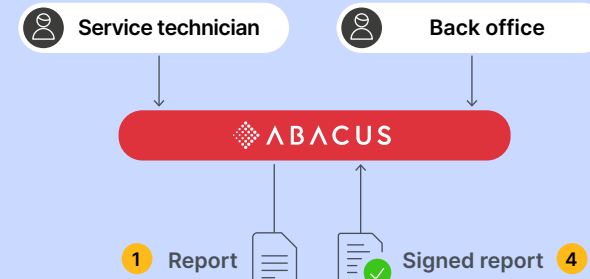 Service technician
Back office
ABACUS
1 Report
Signed report 4